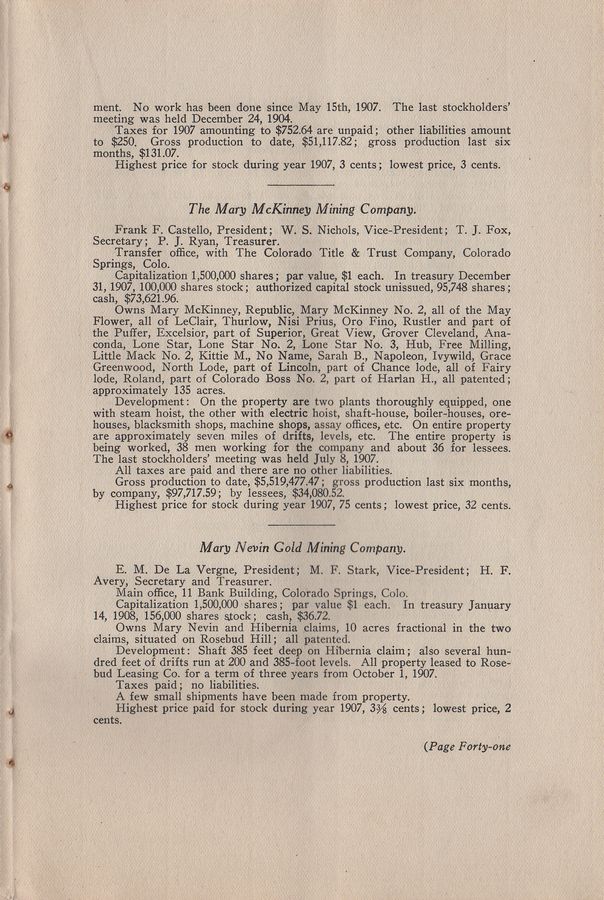 ment. No work has been done since May 15th, 1907. The last stockholders'
meeting was held December 24, 1904.
Taxes for 1907 amounting to $752.64 are unpaid; other liabilities amount
to $250. Gross production to date, $51,117.82; gross production last six
months, $131.07.
Highest price for stock during year 1907, 3 cents; lowest price, 3 cents.
The Mary McKinney Mining Company.
Frank F. Castello, President; W. S. Nichols, Vice-President; T. J. Fox,
Secretary; P. J. Ryan, Treasurer.
Transfer office, with The Colorado Title & Trust Company, Colorado
Springs, Colo.
Capitalization 1,500,000 shares; par value, $1 each. In treasury December
31, 1907, 100,000 shares stock; authorized capital stock unissued, 95,748 shares;
cash, $73,621.96.
Owns Mary McKinney, Republic, Mary McKinney No. 2, all of the May
Flower, all of LeClair, Thurlow, Nisi Prius, Oro Fino, Rustler and part of
the Puffer, Excelsior, part of Superior, Great View, Grover Cleveland, Ana-
conda, Lone Star, Lone Star No. 2, Lone Star No. 3, Hub, Free Milling,
Little Mack No. 2, Kittie M., No Name, Sarah B., Napoleon, Ivywild, Grace
Greenwood, North Lode, part of Lincoln, part of Chance lode, all of Fairy
lode, Roland, part of Colorado Boss No. 2, part of Harlan H., all patented;
approximately 135 acres.
Development: On the property are two plants thoroughly equipped, one
with steam hoist, the other with electric hoist, shaft-house, boiler-houses, ore-
houses, blacksmith shops, machine shops, assay offices, etc. On entire property
are approximately seven miles of drifts, levels, etc. The entire property is
being worked, 38 men working for the company and about 36 for lessees.
The last stockholders' meeting was held July 8, 1907.
All taxes are paid and there are no other liabilities.
Gross production to date, $5,519,477.47; gross production last six months,
by company, $97,717.59; by lessees, $34,080.52.
Highest price for stock during year 1907, 75 cents; lowest price, 32 cents.
Mary Nevin Gold Mining Company.
E. M. De La Vergne, President; M. F. Stark, Vice-President; H. F.
Avery, Secretary and Treasurer.
Main office, 11 Bank Building, Colorado Springs, Colo.
Capitalization 1,500,000 shares; par value $1 each. In treasury January
14, 1908, 156,000 shares stock; cash, $36.72.
Owns Mary Nevin and Hibernia claims, 10 acres fractional in the two
claims, situated on Rosebud Hill; all patented.
Development: Shaft 385 feet deep on Hibernia claim; also several hun-
dred feet of drifts run at 200 and 385-foot levels. All property leased to Rose-
bud Leasing Co. for a term of three years from October 1, 1907.
Taxes paid; no liabilities.
A few small shipments have been made from property.
Highest price paid for stock during year 1907, 3⅜ cents; lowest price, 2
cents.
(Page Forty-one